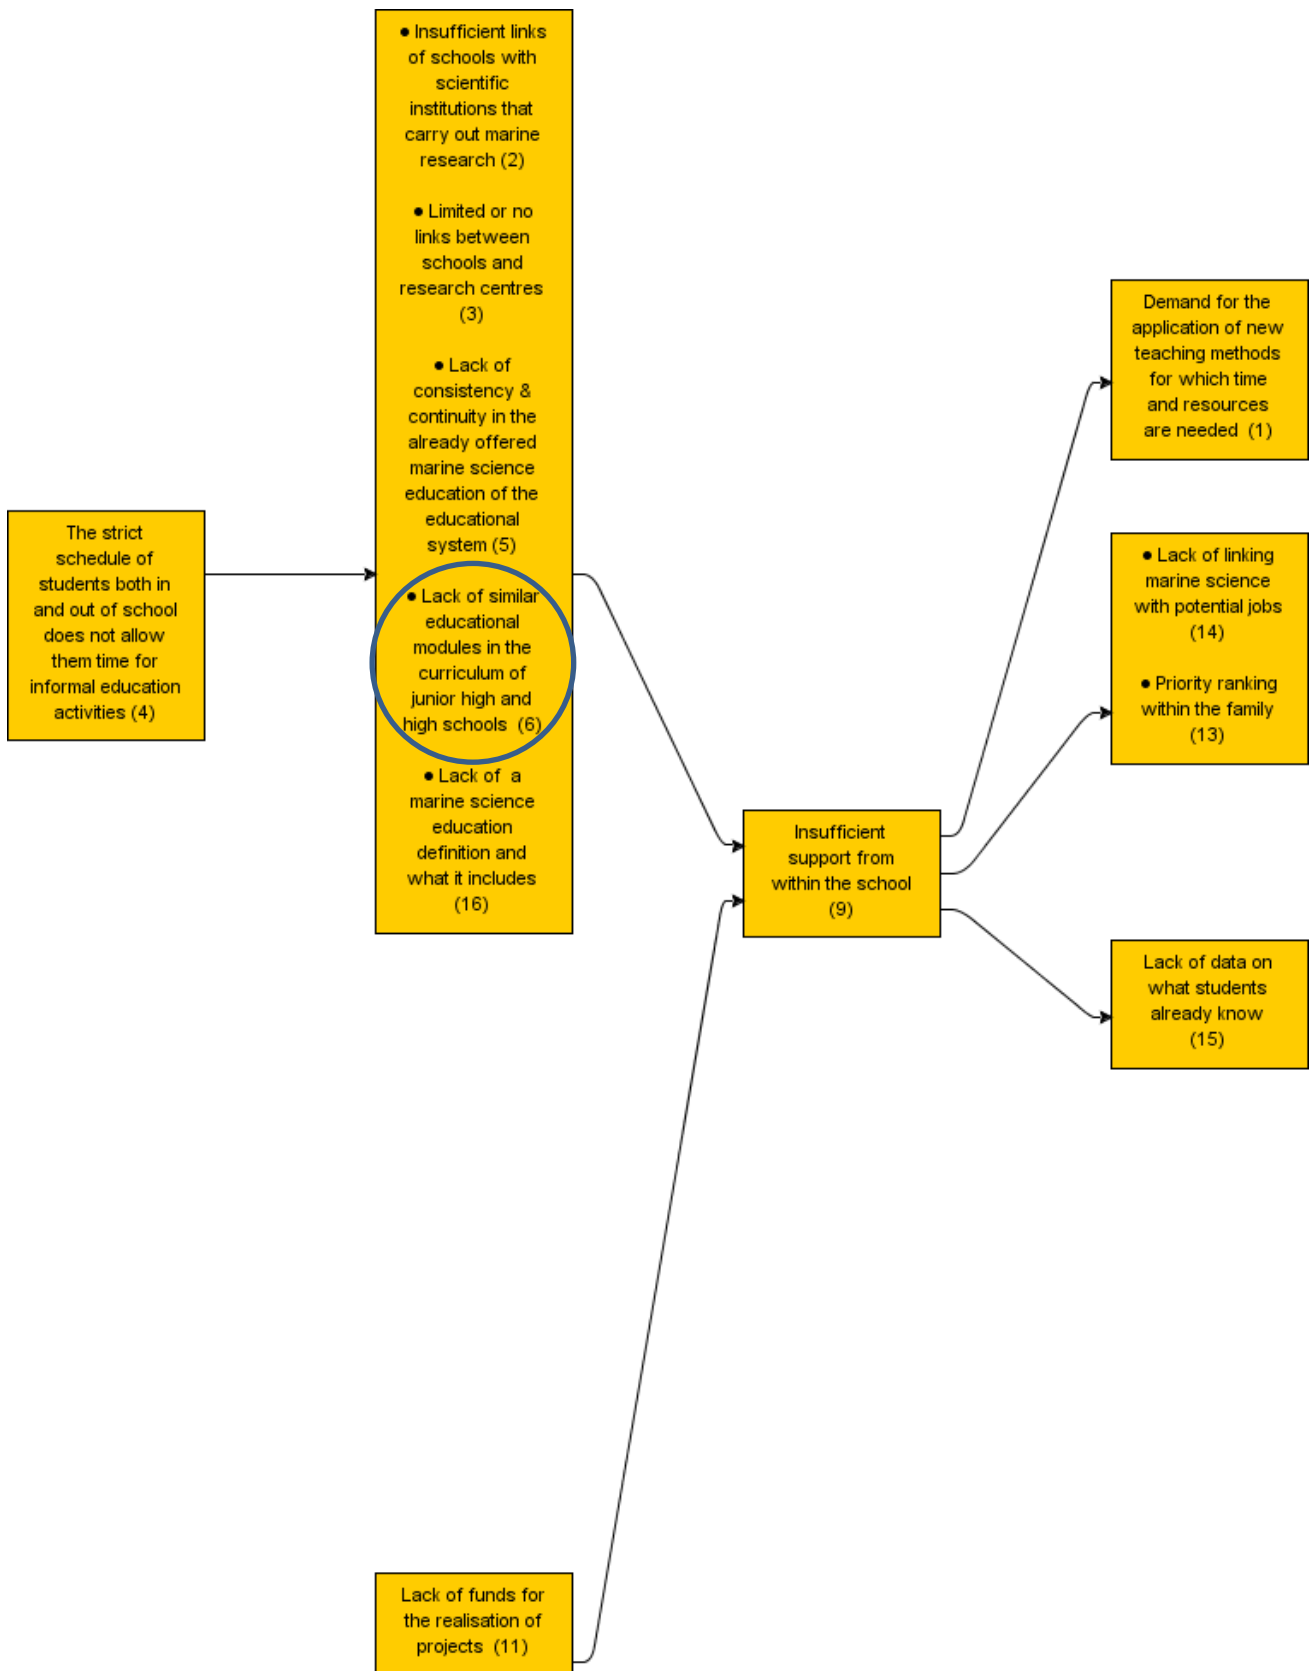 The strict
schedule of
students both in
and out of school
does not allow
them time for
informal education
activities (4)
● Insufficient links
of schools with
scientific
institutions that
carry out marine
research (2)
● Limited or no
links between
schools and
research centres
(3)
● Lack of
consistency &
continuity in the
already offered
marine science
education of the
educational
system (5)
● Lack of similar
educational
modules in the
curriculum of
junior high and
high schools (6)
● Lack of a
marine science
education
definition and
what it includes
(16)
Lack of funds for
the realisation of
projects (11)
Insufficient
support from
within the school
(9)
Demand for the
application of new
teaching methods
for which time
and resources
are needed (1)
● Lack of linking
marine science
with potential jobs
(14)
● Priority ranking
within the family
(13)
Lack of data on
what students
already know
(15)